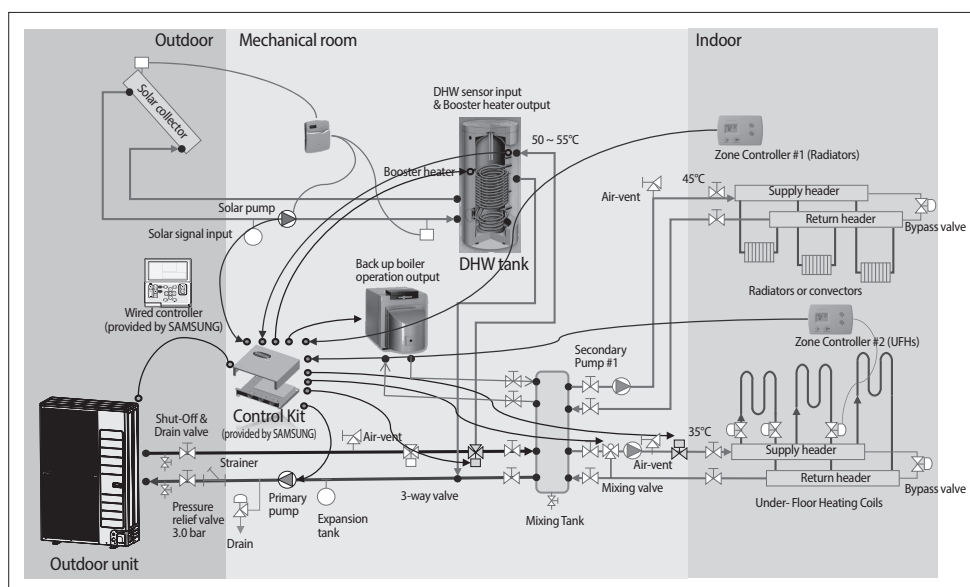 Outdoor
Mechanical room
Indoor
Solar collector
DHW sensor input
& Booster heater output
50 ~ 55°C
Booster heater
Zone Controller #1 (Radiators)
45°C
Air-vent
Supply header
Return header
Bypass valve
Solar pump
Solar signal input
DHW tank
Radiators or convectors
Back up boiler
operation output
Wired controller
(provided by SAMSUNG)
Zone Controller #2 (UFHs)
Secondary
Pump #1
Control Kit
(provided by SAMSUNG)
Shut-Off &
Drain valve
Air-vent
35°C
Supply header
Strainer
Air-vent
Return header
Primary
pump
3-way valve
Mixing valve
Bypass valve
Pressure
relief valve
3.0 bar
Expansion
tank
Mixing Tank
Under- Floor Heating Coils
Drain
Outdoor unit